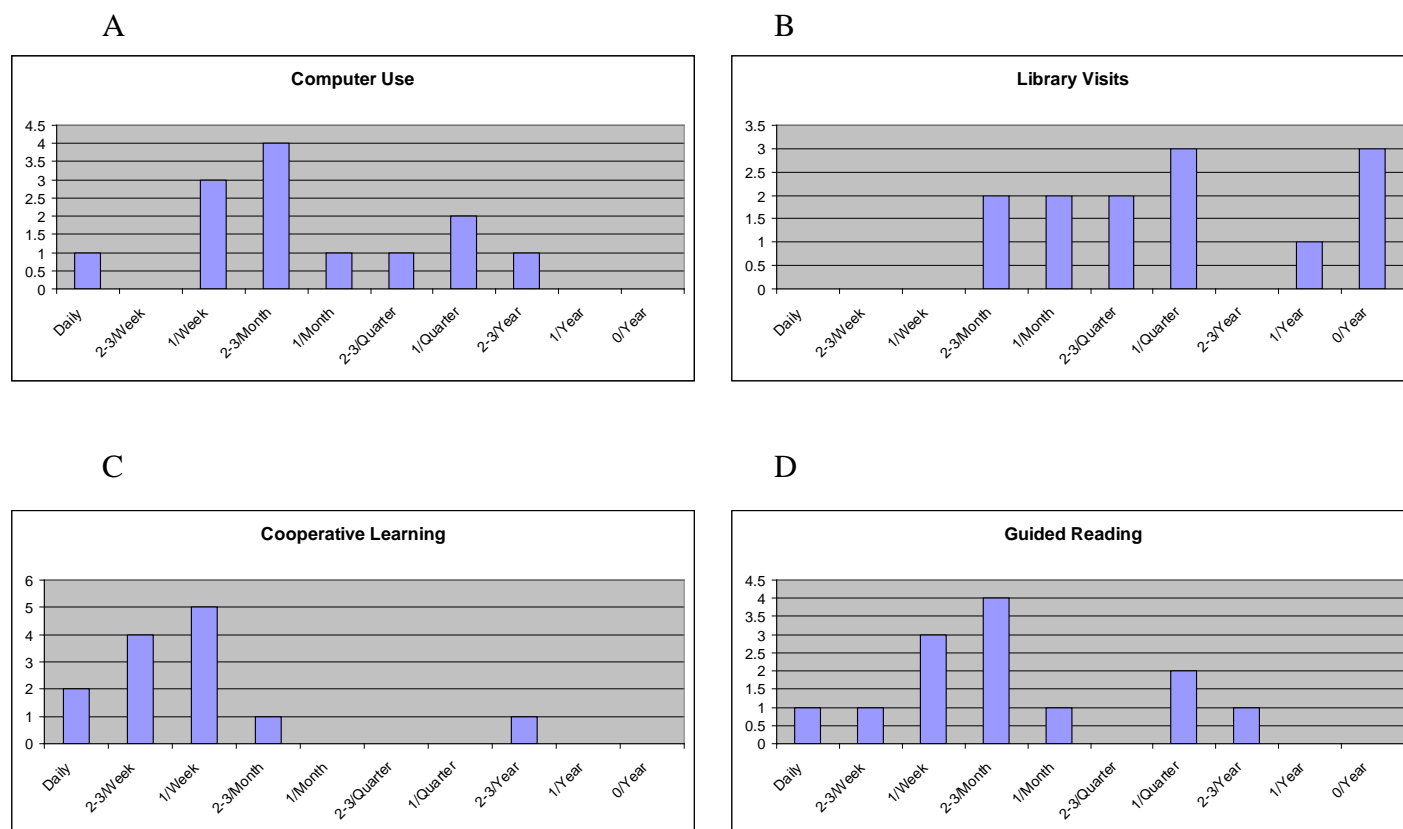 A
Computer Use
4.5
4
3.5
3
2.5
2
1.5
1
0.5
0
Daily
2-3/Week
1/Week
2-3/Month
1/Month
2-3/Quarter
1/Quarter
2-3/Year
1/Year
0/Year
B
Library Visits
3.5
3
2.5
2
1.5
1
0.5
0
Daily
2-3/Week
1/Week
2-3/Month
1/Month
2-3/Quarter
1/Quarter
2-3/Year
1/Year
0/Year
C
Cooperative Learning
6
5
4
3
2
1
0
Daily
2-3/Week
1/Week
2-3/Month
1/Month
2-3/Quarter
1/Quarter
2-3/Year
1/Year
0/Year
D
Guided Reading
4.5
4
3.5
3
2.5
2
1.5
1
0.5
0
Daily
2-3/Week
1/Week
2-3/Month
1/Month
2-3/Quarter
1/Quarter
2-3/Year
1/Year
0/Year